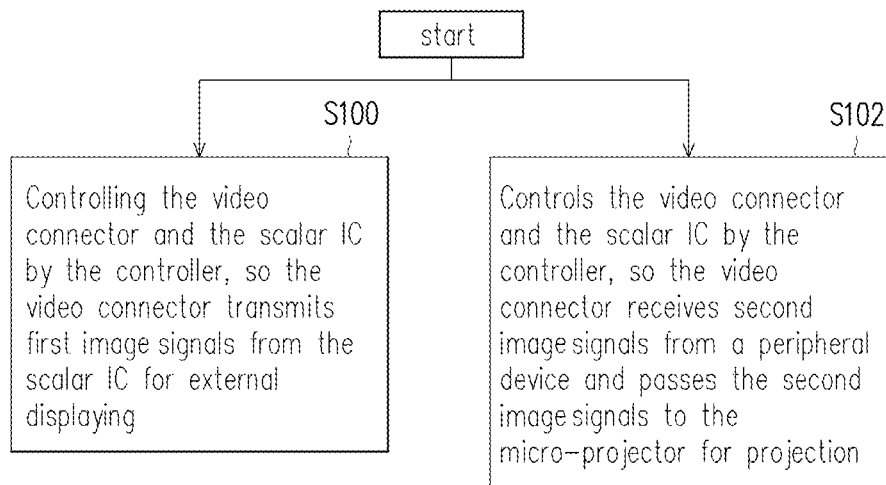 start
S100
Controlling the video
connector and the scalar IC
by the controller, so the
video connector transmits
first image signals from the
scalar IC for external
displaying
S102
Controls the video connector
and the scalar IC by the
controller, so the video
connector receives second
image signals from a peripheral
device and passes the second
image signals to the
micro-projector for projection